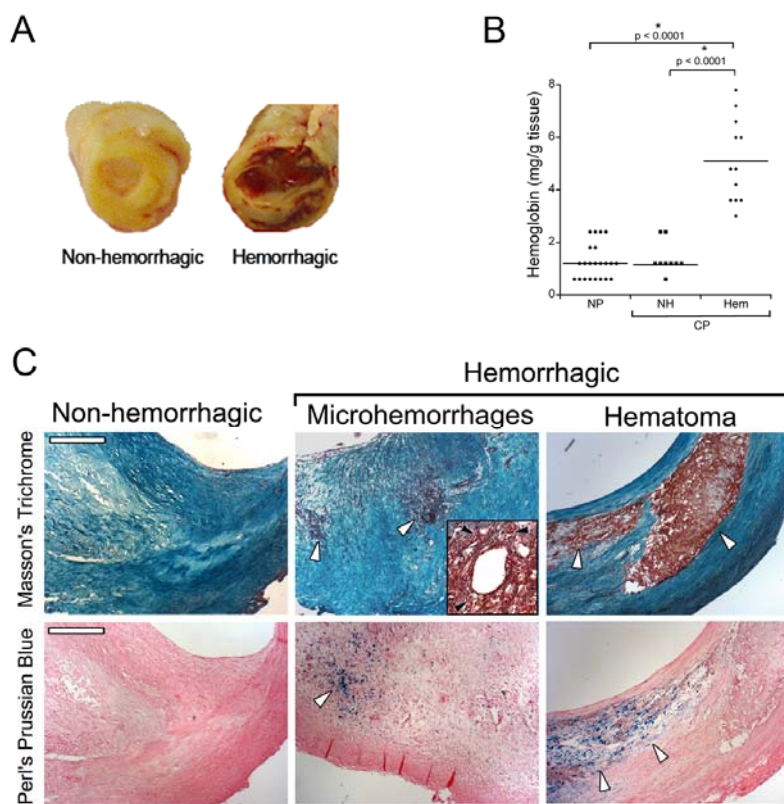 A
Non-hemorrhagic
Hemorrhagic
B
*
p < 0.0001
*
p < 0.0001
Hemoglobin (mg/g tissue)
8
6
4
2
0
NP
NH
Hem
CP
C
Hemorrhagic
Non-hemorrhagic
Microhemorrhages
Hematoma
Masson's Trichrome
Perl's Prussian Blue